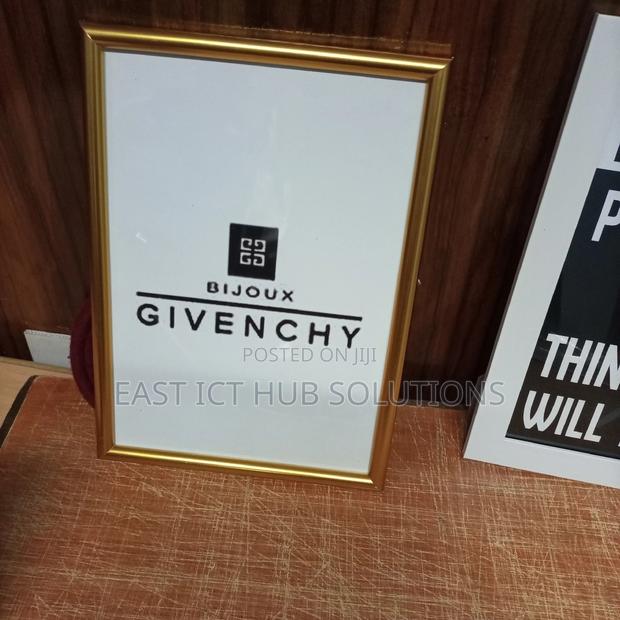 BIJOUX
GIVENCHY
POSTED ON JIJI
EAST ICT HUB SOLUTIONS
THIN
WILL